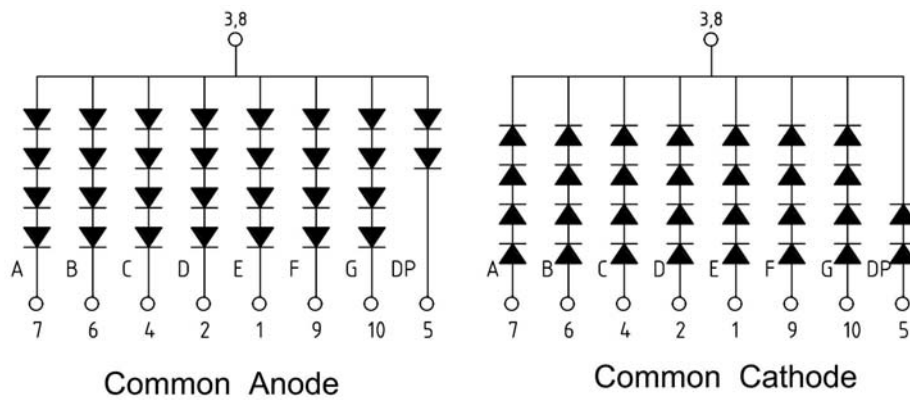 3,8 3,8
A B C D E F G DP A B C D E F G DP
7 6 4 2 1 9 10 5 7 6 4 2 1 9 10 5
Common Anode Common Cathode